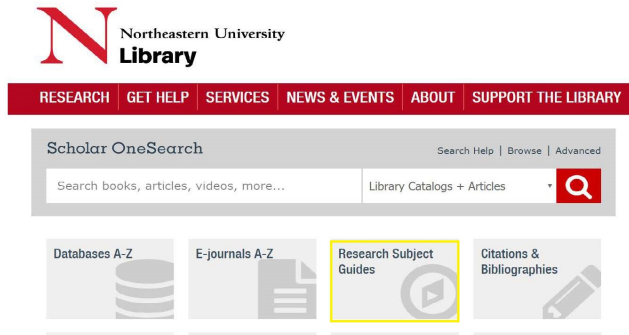 N
Northeastern University
Library
RESEARCH GET HELP SERVICES NEWS & EVENTS ABOUT SUPPORT THE LIBRARY
Scholar OneSearch
Search Help | Browse | Advanced
Search books, articles, videos, more...
Library Catalogs + Articles
Databases A-Z
E-journals A-Z
Research Subject
Guides
Citations &
Bibliographies